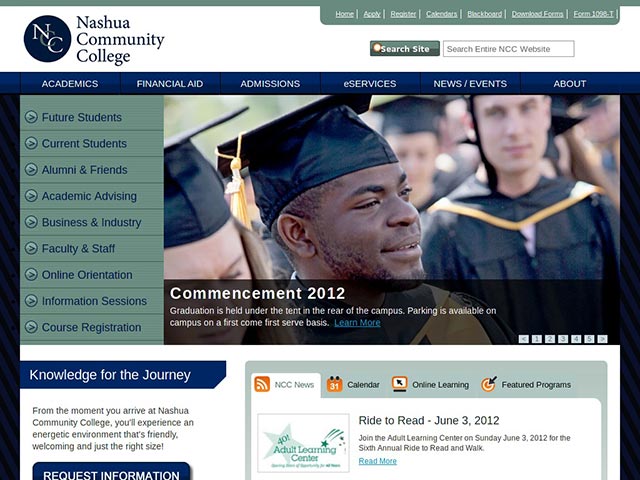 Nashua
Community
College
NCC
Home | Apply | Register | Calendars | Blackboard | Download Forms | Form 1098-T |
Search Site
Search Entire NCC Website
ACADEMICS
FINANCIAL AID
ADMISSIONS
eSERVICES
NEWS / EVENTS
ABOUT
Future Students
Current Students
Alumni & Friends
Academic Advising
Business & Industry
Faculty & Staff
Online Orientation
Information Sessions
Course Registration
Commencement 2012
Graduation is held under the tent in the rear of the campus. Parking is available on
campus on a first come first serve basis. Learn More
< 1 2 3 4 5 >
Knowledge for the Journey
From the moment you arrive at Nashua
Community College, you'll experience an
energetic environment that's friendly,
welcoming and just the right size!
REQUEST INFORMATION
NCC News
31
Calendar
Online Learning
Featured Programs
Adult Learning
Center
Ride to Read - June 3, 2012
Join the Adult Learning Center on Sunday June 3, 2012 for the
Sixth Annual Ride to Read and Walk.
Read More